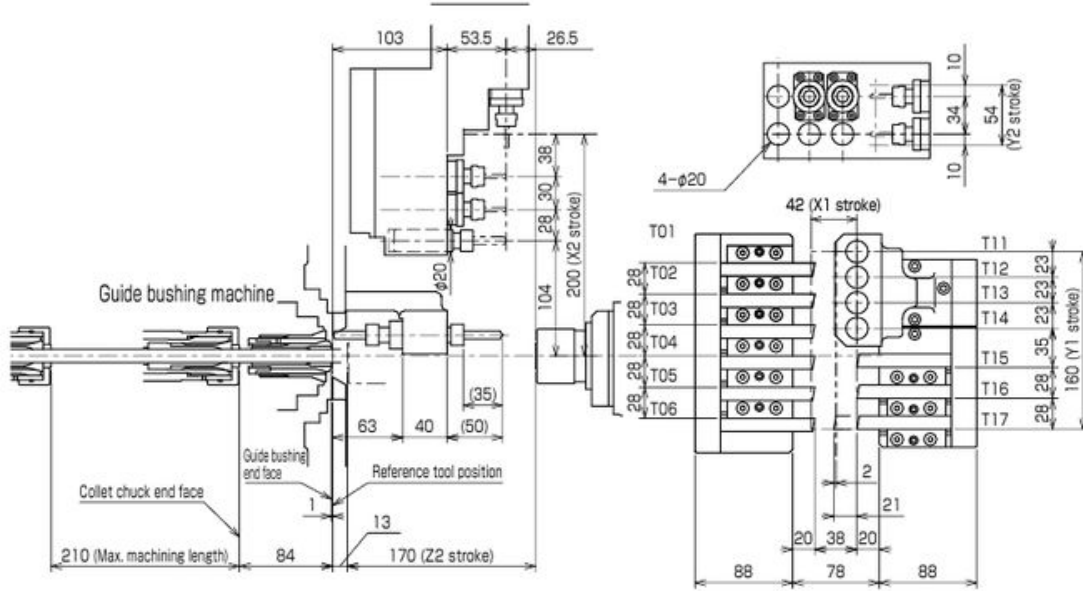 103
53.5
26.5
38
30
28
200 (X2 stroke)
104
φ20
Guide bushing machine
(35)
63
40
(50)
Guide bushing
end face
Reference tool position
Collet chuck end face
1
13
210 (Max. machining length)
84
170 (Z2 stroke)
10
34
54
(Y2 stroke)
10
4-φ20
42 (X1 stroke)
T01
T02
T03
T04
T05
T06
28
28
28
28
T11
T12
T13
T14
T15
T16
T17
23
23
23
35
28
28
160 (Y1 stroke)
2
21
20
38
20
88
78
88